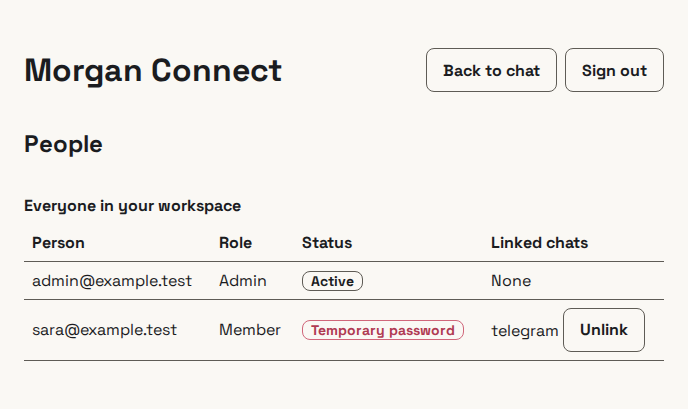 Morgan Connect
Back to chat
Sign out
People
Everyone in your workspace
Person Role Status Linked chats
admin@example.test Admin Active None
sara@example.test Member Temporary password telegram Unlink